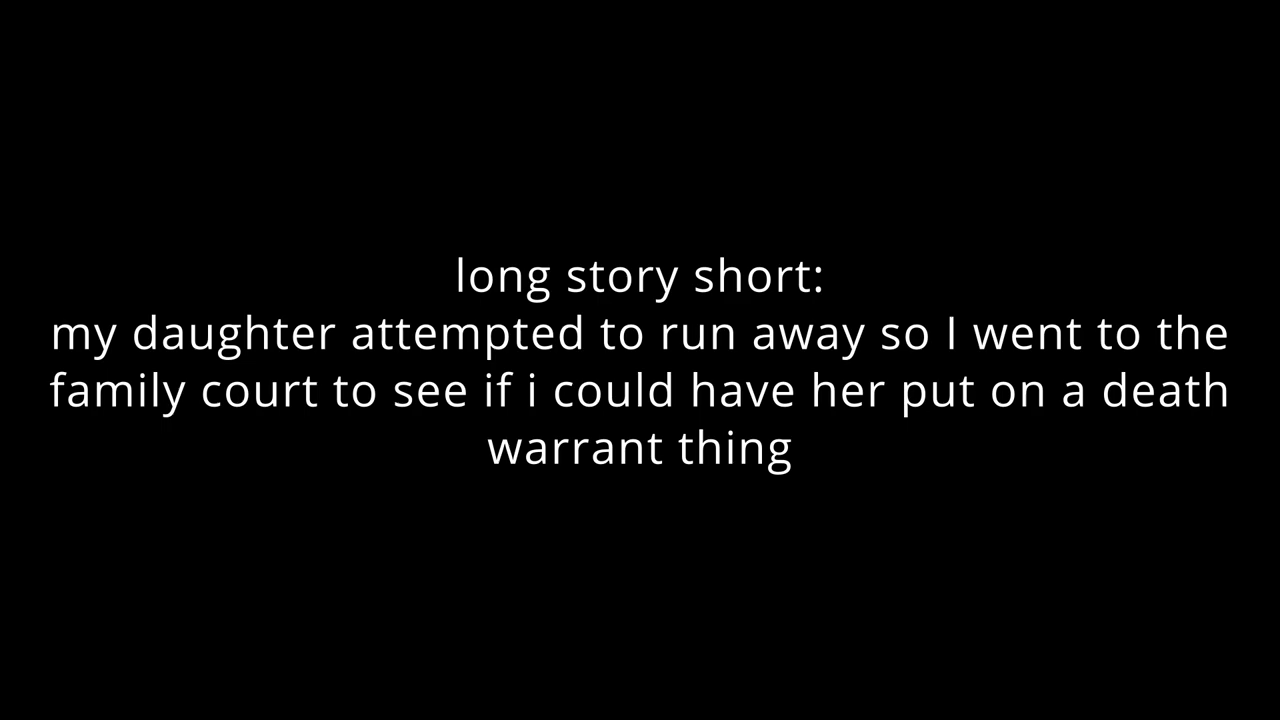 long story short:
my daughter attempted to run away so I went to the
family court to see if i could have her put on a death
warrant thing